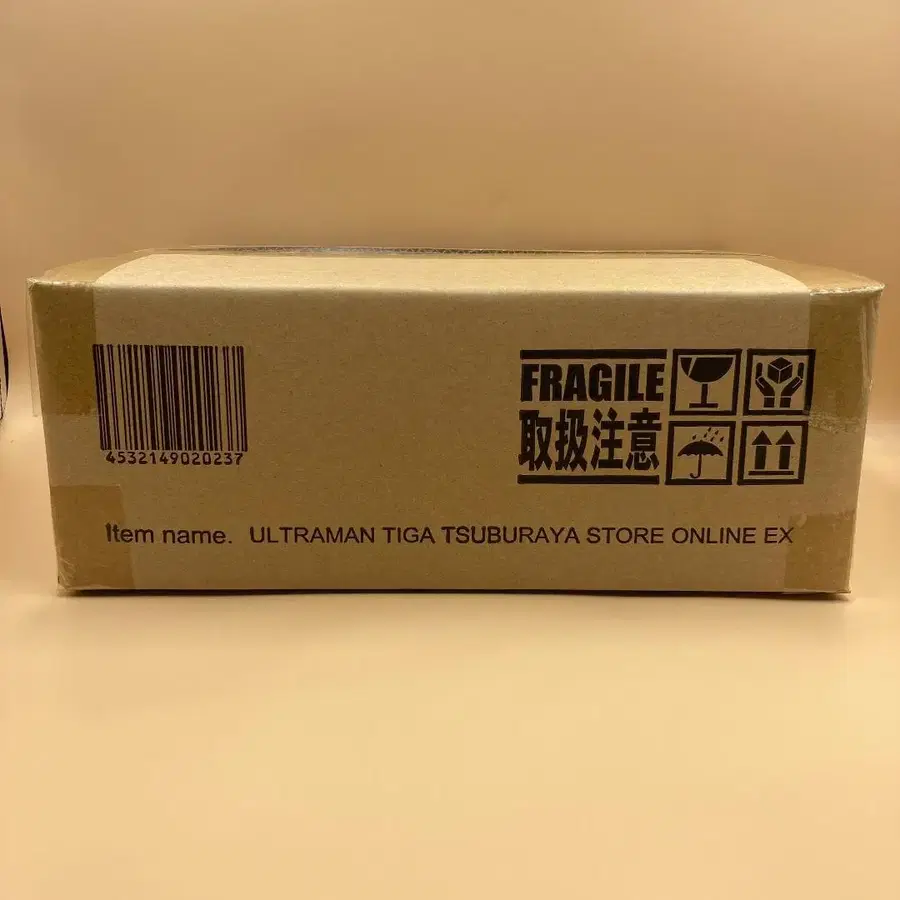 4532149020237
FRAGILE
取扱注意
Item name. ULTRAMAN TIGA TSUBURAYA STORE ONLINE EX